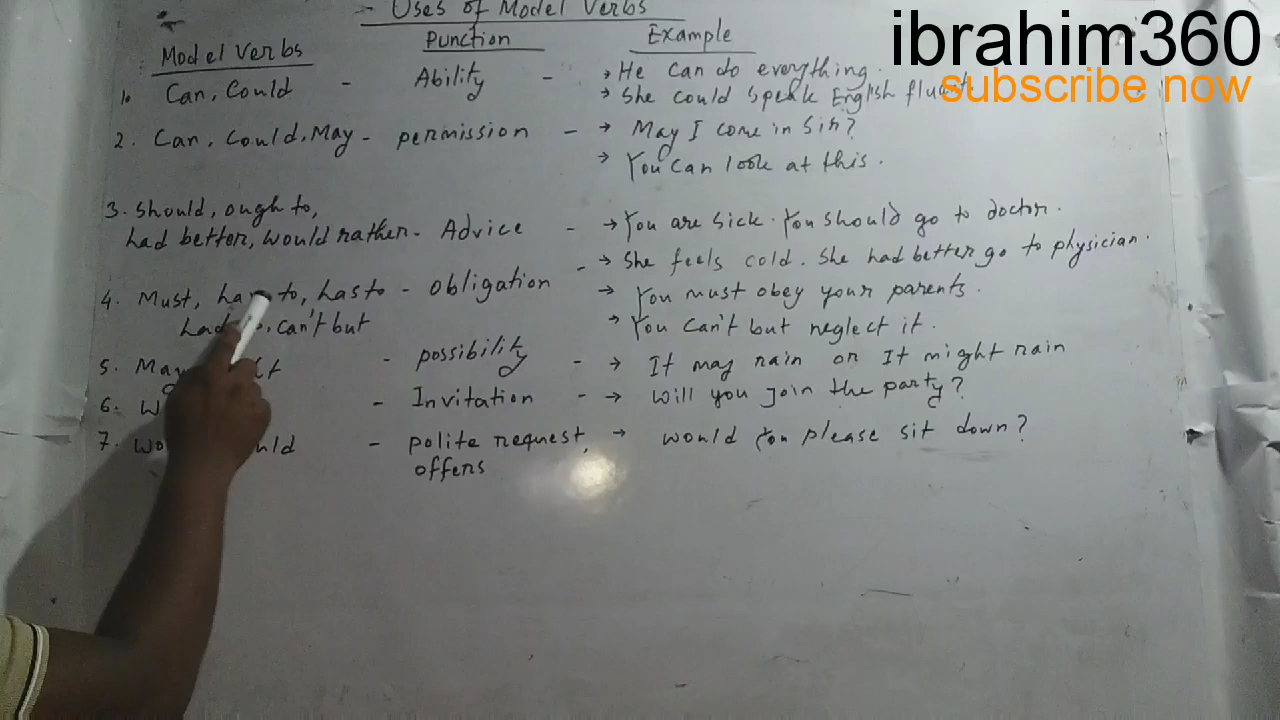 - Uses of Model Verbs
ibrahim360
subscribe now
Model Verbs Punction Example
1. Can, Could - Ability - → He can do everything.
→ She could speak English
2. Can, Could, May - permission - → May I come in Sir?
→ You Can look at this.
3. Should, ought to,
had better, would rather - Advice - → You are sick. You should go to doctor.
- → She feels cold. She had better go to physician.
4. Must, to, has to - obligation → You must obey your parents.
can't but → You Can't but neglect it.
5. May - possibility - → It may rain or It might rain
6. - Invitation - → Will you Join the party?
7. - polite request, → would you please sit down?
offers